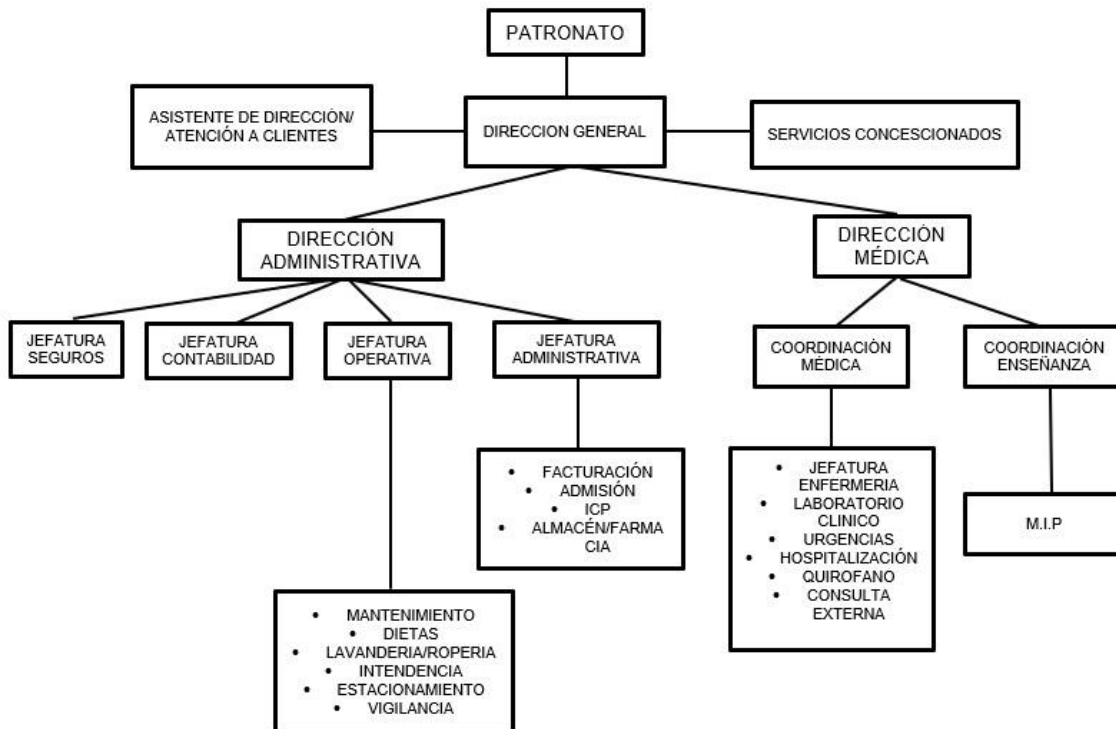 PATRONATO
ASISTENTE DE DIRECCIÓN/
ATENCIÓN A CLIENTES
DIRECCION GENERAL
SERVICIOS CONCESCIONADOS
DIRECCIÓN
ADMINISTRATIVA
DIRECCIÓN
MÉDICA
JEFATURA
SEGUROS
JEFATURA
CONTABILIDAD
JEFATURA
OPERATIVA
JEFATURA
ADMINISTRATIVA
COORDINACIÓN
MÉDICA
COORDINACIÓN
ENSEÑANZA
• FACTURACIÓN
• ADMISIÓN
• ICP
• ALMACÉN/FARMA
CIA
• JEFATURA
ENFERMERIA
• LABORATORIO
CLINICO
• URGENCIAS
• HOSPITALIZACIÓN
• QUIROFANO
• CONSULTA
EXTERNA
M.I.P
• MANTENIMIENTO
• DIETAS
• LAVANDERIA/ROPERIA
• INTENDENCIA
• ESTACIONAMIENTO
• VIGILANCIA